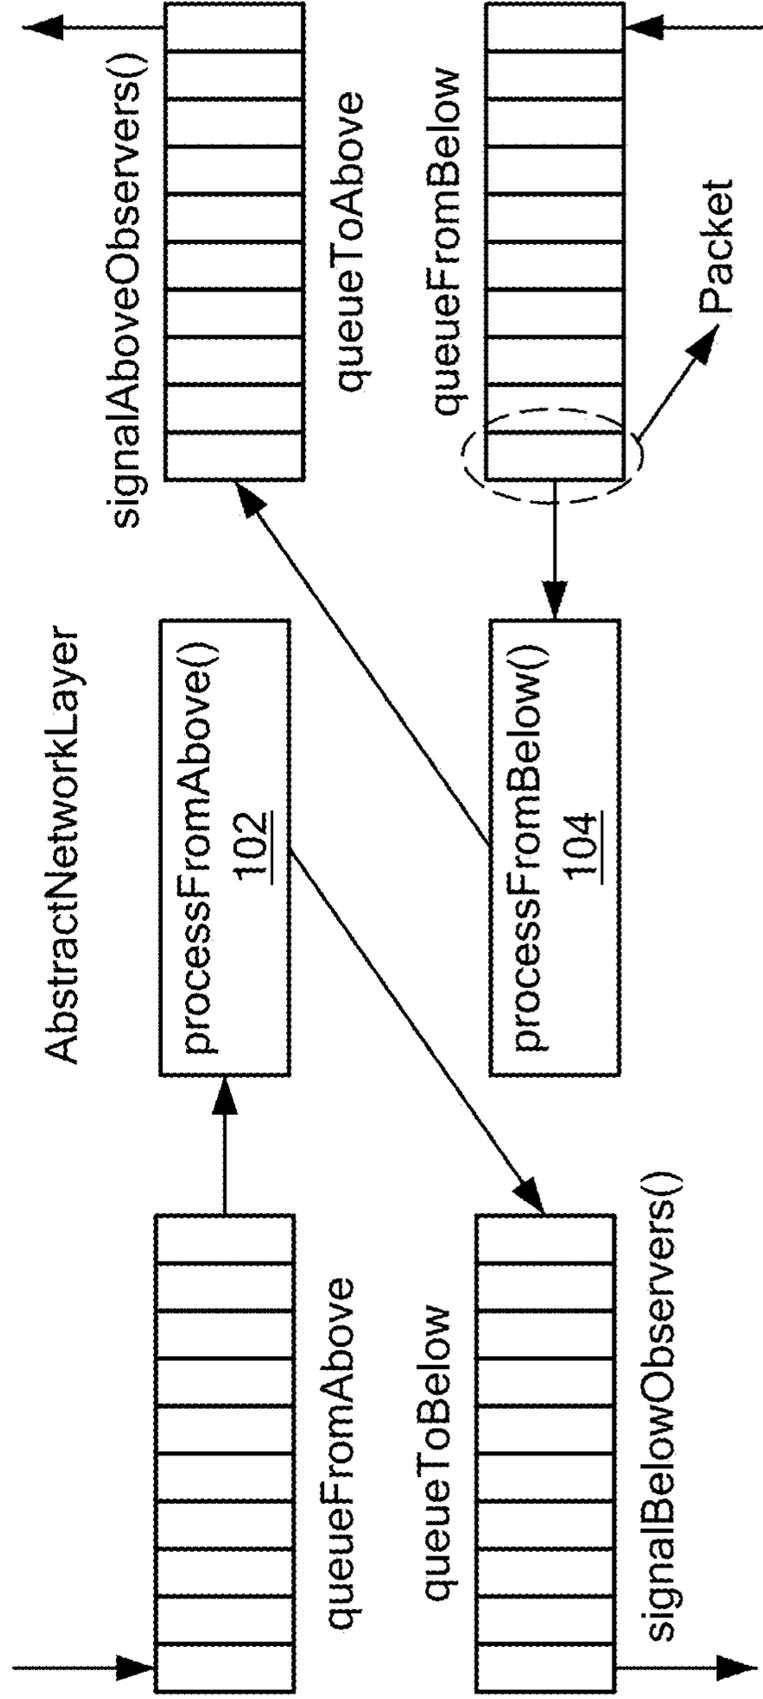 AbstractNetworkLayer
signalAboveObservers()
processFromAbove()
102
queueFromAbove
queueToAbove
queueToBelow
queueFromBelow
processFromBelow()
104
signalBelowObservers()
Packet